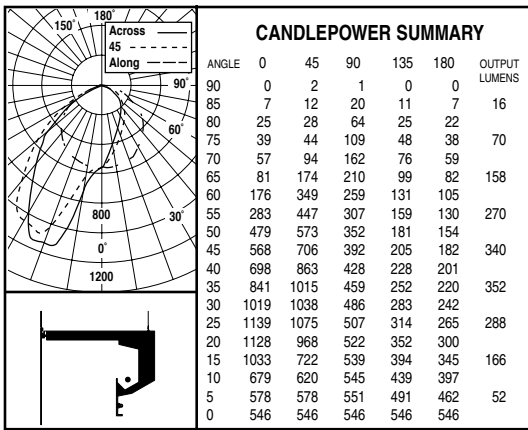 150° 180°
Across
45
Along
90°
60°
30°
800
0°
1200
CANDLEPOWER SUMMARY
ANGLE 0 45 90 135 180 OUTPUT LUMENS
90 0 2 1 0 0
85 7 12 20 11 7 16
80 25 28 64 25 22
75 39 44 109 48 38 70
70 57 94 162 76 59
65 81 174 210 99 82 158
60 176 349 259 131 105
55 283 447 307 159 130 270
50 479 573 352 181 154
45 568 706 392 205 182 340
40 698 863 428 228 201
35 841 1015 459 252 220 352
30 1019 1038 486 283 242
25 1139 1075 507 314 265 288
20 1128 968 522 352 300
15 1033 722 539 394 345 166
10 679 620 545 439 397
5 578 578 551 491 462 52
0 546 546 546 546 546